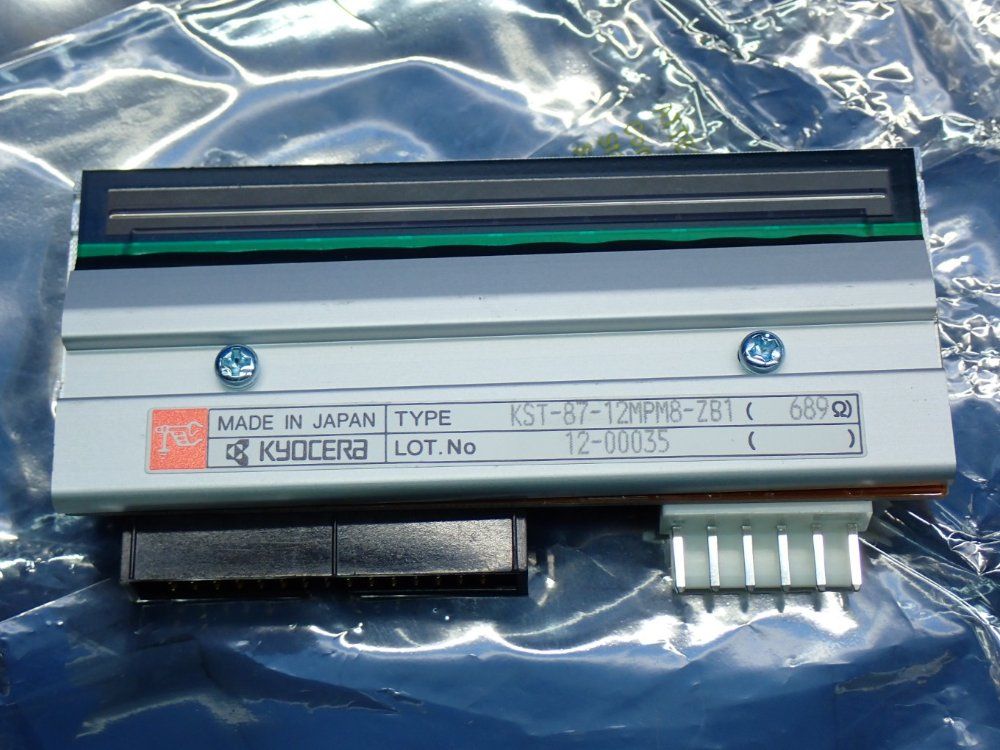 MADE IN JAPAN TYPE KST-87-12MPM8-ZB1 ( 689Ω)
KYOCERA LOT.No 12-00035 ( )